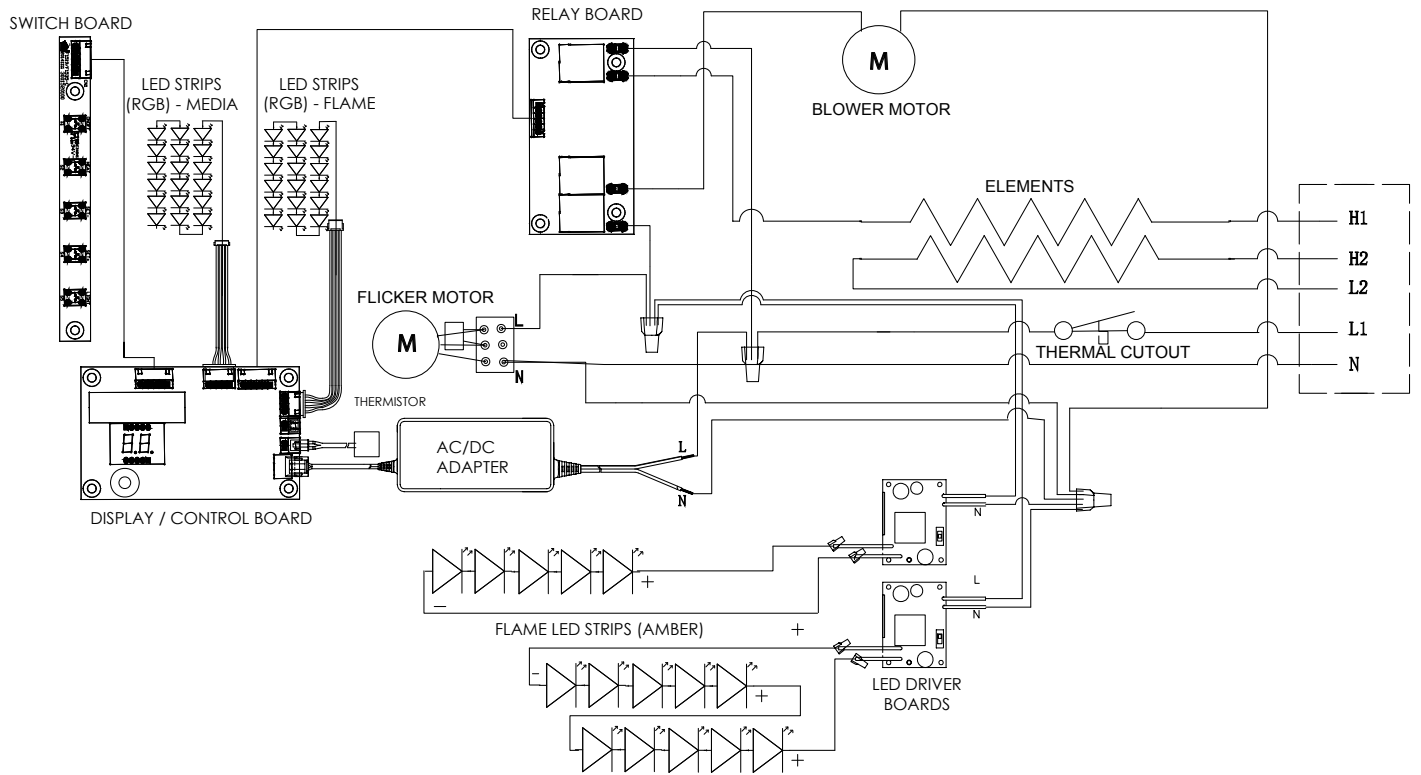 SWITCH BOARD
RELAY BOARD
LED STRIPS
(RGB) - MEDIA
LED STRIPS
(RGB) - FLAME
M
BLOWER MOTOR
ELEMENTS
H1
H2
L2
L1
N
THERMAL CUTOUT
FLICKER MOTOR
M
L
N
THERMISTOR
AC/DC
ADAPTER
L
N
DISPLAY / CONTROL BOARD
N
+
−
L
N
FLAME LED STRIPS (AMBER)
+
-
+
+
LED DRIVER
BOARDS